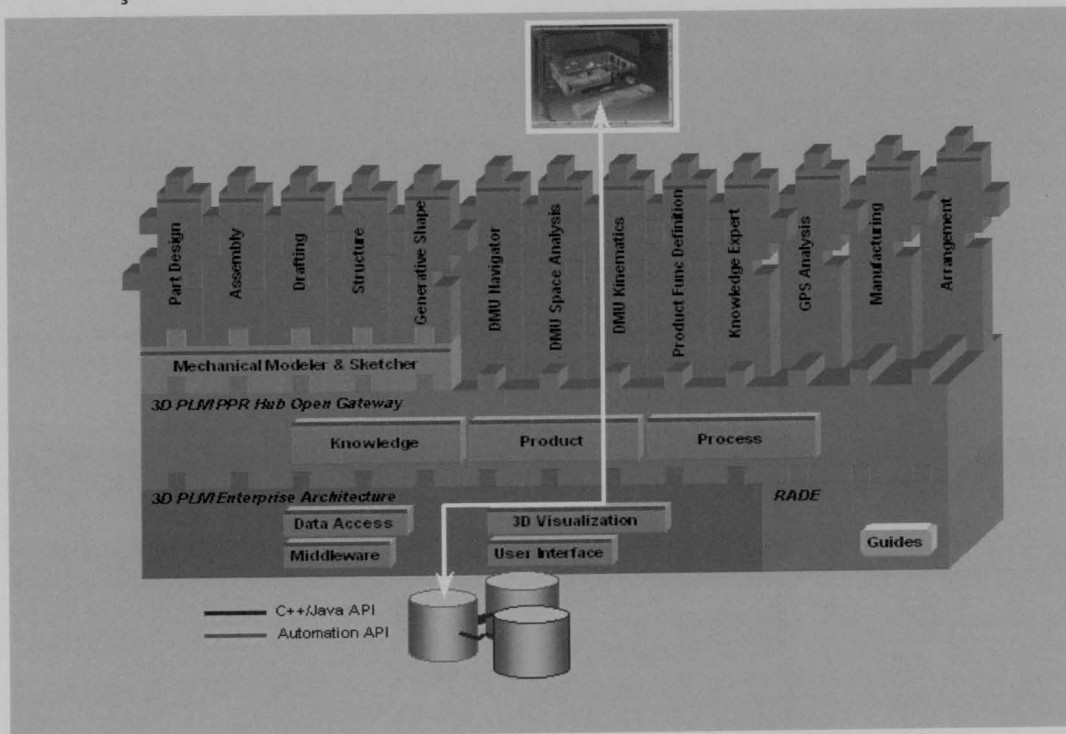 Part Design
Assembly
Drafting
Structure
Generative Shape
DMU Navigator
DMU Space Analysis
DMU Kinematics
Product Func Definition
Knowledge Expert
GPS Analysis
Manufacturing
Arrangement
Mechanical Modeler & Sketcher
3D PLM PPR Hub Open Gateway
Knowledge
Product
Process
3D PLM Enterprise Architecture
RADE
Data Access
3D Visualization
Middleware
User Interface
Guides
C++/Java API
Automation API